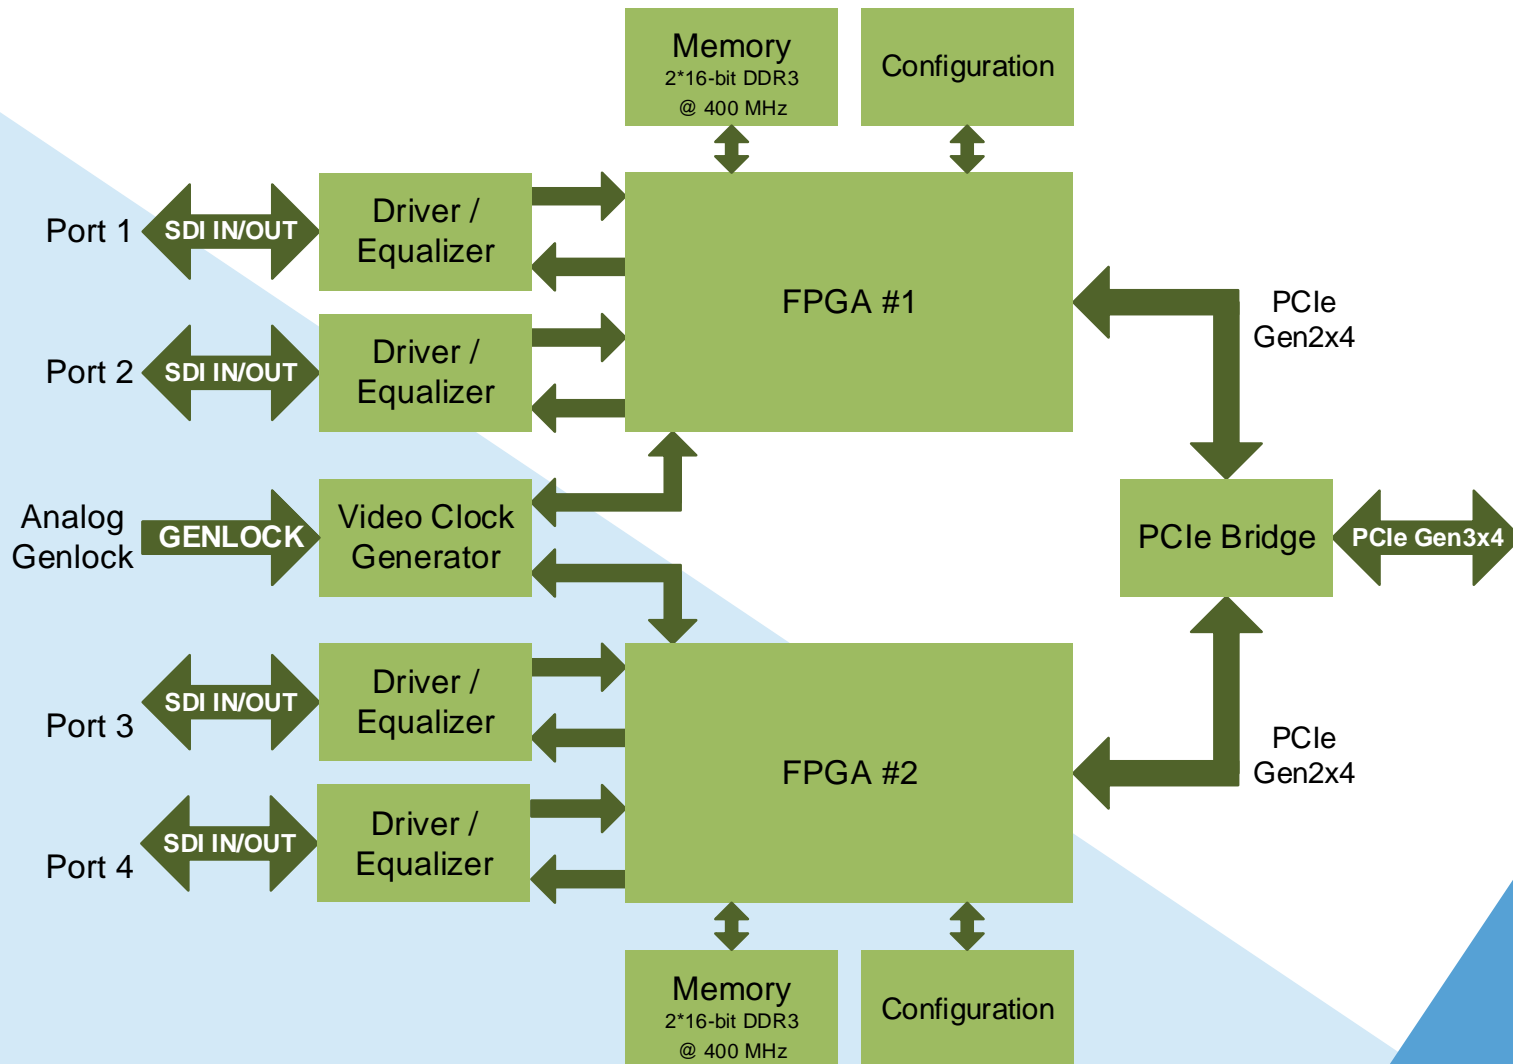 Memory
2*16-bit DDR3
@ 400 MHz
Configuration
Port 1
SDI IN/OUT
Driver /
Equalizer
FPGA #1
PCIe
Gen2x4
Port 2
SDI IN/OUT
Driver /
Equalizer
Analog
Genlock
GENLOCK
Video Clock
Generator
PCIe Bridge
PCIe Gen3x4
Port 3
SDI IN/OUT
Driver /
Equalizer
FPGA #2
PCIe
Gen2x4
Port 4
SDI IN/OUT
Driver /
Equalizer
Memory
2*16-bit DDR3
@ 400 MHz
Configuration